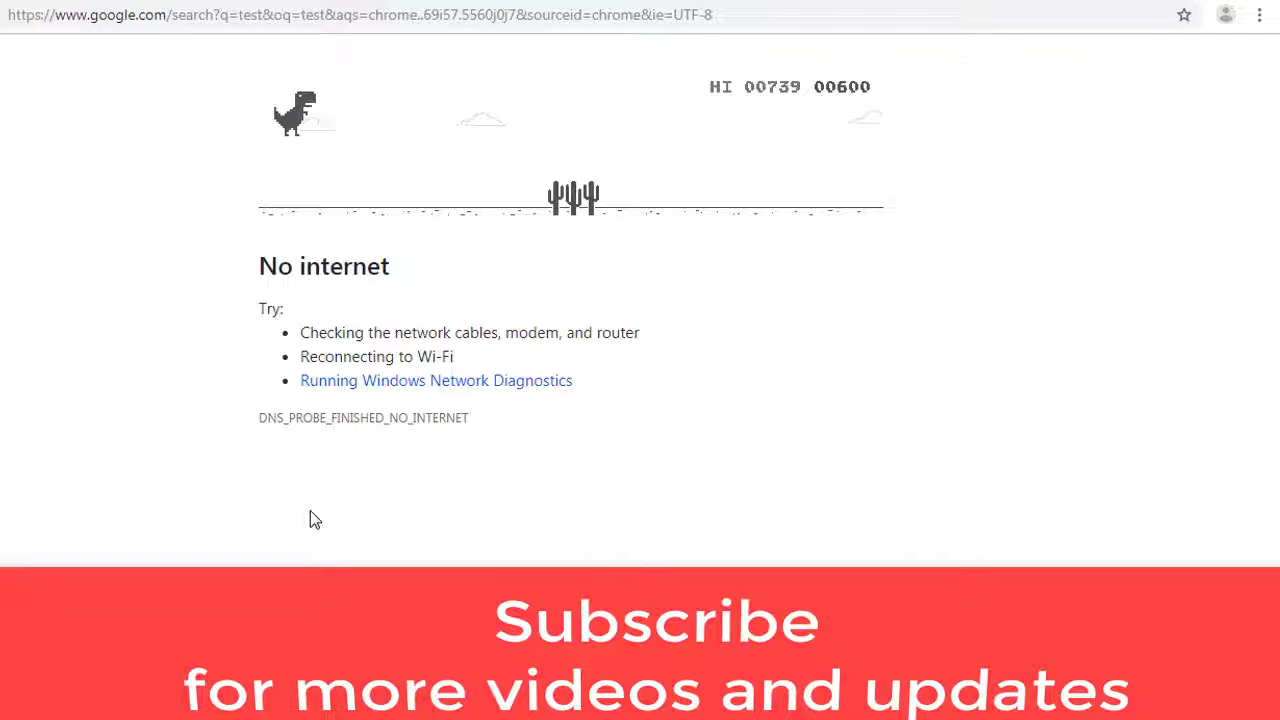 https://www.google.com/search?q=test&oq=test&aqs=chrome..69i57.5560j0j7&sourceid=chrome&ie=UTF-8
HI 00739 00600
No internet
Try:
• Checking the network cables, modem, and router
• Reconnecting to Wi-Fi
• Running Windows Network Diagnostics
DNS_PROBE_FINISHED_NO_INTERNET
Subscribe
for more videos and updates